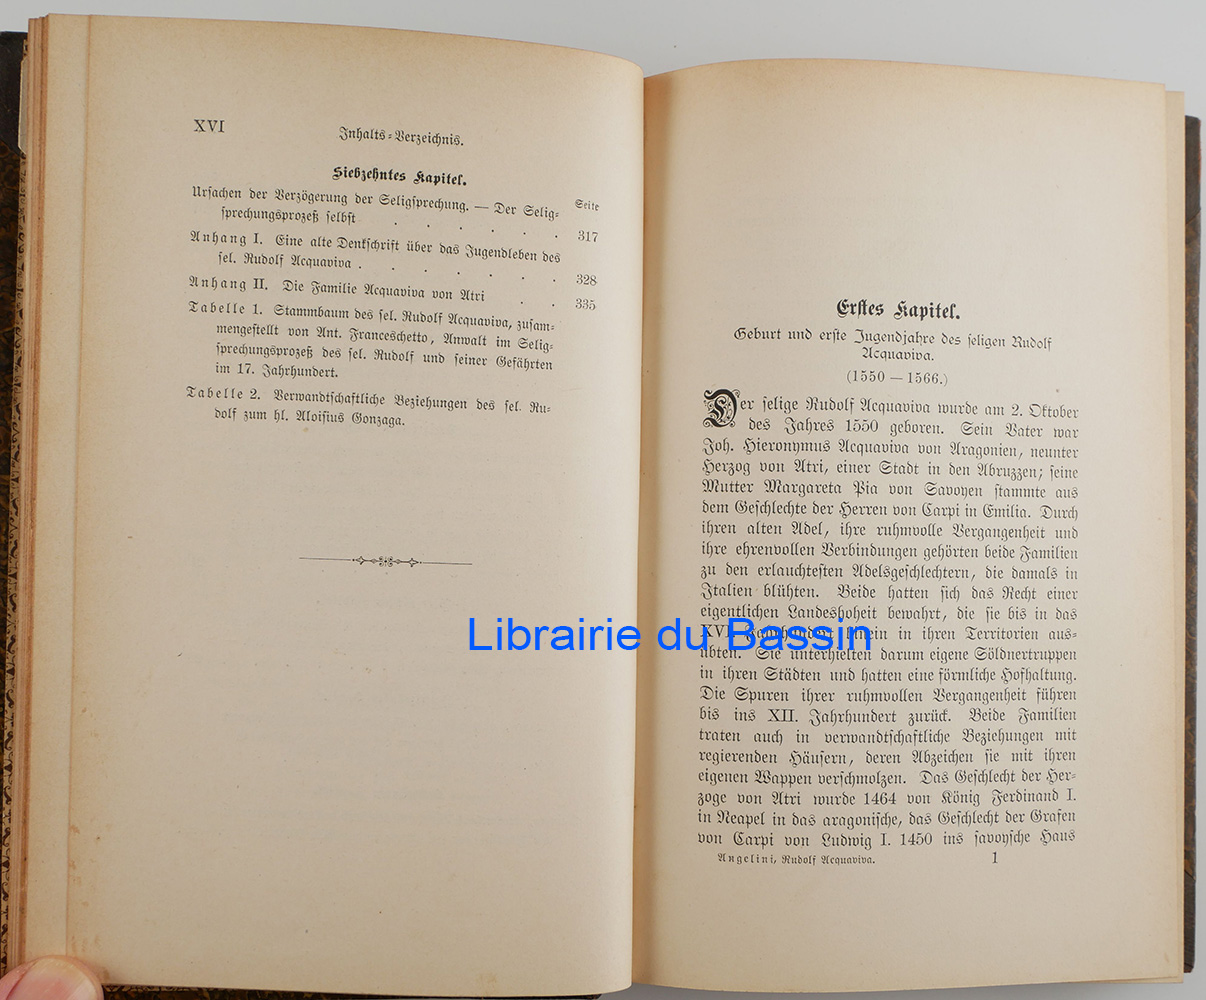 XVI
Inhalts-Verzeichnis.
Siebzehntes Kapitel.
Seite
Ursachen der Verzögerung der Seligsprechung. — Der Selig-
sprechungsprozeß selbst . . . . . . 317
Anhang I. Eine alte Denkschrift über das Jugendleben des
sel. Rudolf Acquaviva . . . . . . 328
Anhang II. Die Familie Acquaviva von Atri . . 335
Tabelle 1. Stammbaum des sel. Rudolf Acquaviva, zusam-
mengestellt von Ant. Franceschetto, Anwalt im Selig-
sprechungsprozeß des sel. Rudolf und seiner Gefährten
im 17. Jahrhundert.
Tabelle 2. Verwandtschaftliche Beziehungen des sel. Ru-
dolf zum hl. Aloisius Gonzaga.
Erstes Kapitel.
Geburt und erste Jugendjahre des seligen Rudolf
Acquaviva.
(1550 — 1566.)
Der selige Rudolf Acquaviva wurde am 2. Oktober
des Jahres 1550 geboren. Sein Vater war
Joh. Hieronymus Acquaviva von Aragonien, neunter
Herzog von Atri, einer Stadt in den Abruzzen; seine
Mutter Margareta Pia von Savoyen stammte aus
dem Geschlechte der Herren von Carpi in Emilia. Durch
ihren alten Adel, ihre ruhmvolle Vergangenheit und
ihre ehrenvollen Verbindungen gehörten beide Familien
zu den erlauchtesten Adelsgeschlechtern, die damals in
Italien blühten. Beide hatten sich das Recht einer
eigentlichen Landeshoheit bewahrt, die sie bis in das
XVI. Jahrhundert hinein in ihren Territorien aus-
übten. Sie unterhielten darum eigene Söldnertruppen
in ihren Städten und hatten eine förmliche Hofhaltung.
Die Spuren ihrer ruhmvollen Vergangenheit führen
bis ins XII. Jahrhundert zurück. Beide Familien
traten auch in verwandtschaftliche Beziehungen mit
regierenden Häusern, deren Abzeichen sie mit ihren
eigenen Wappen verschmolzen. Das Geschlecht der Her-
zoge von Atri wurde 1464 von König Ferdinand I.
in Neapel in das aragonische, das Geschlecht der Grafen
von Carpi von Ludwig I. 1450 ins savoysche Haus
Angelini, Rudolf Acquaviva. 1
Librairie du Bassin